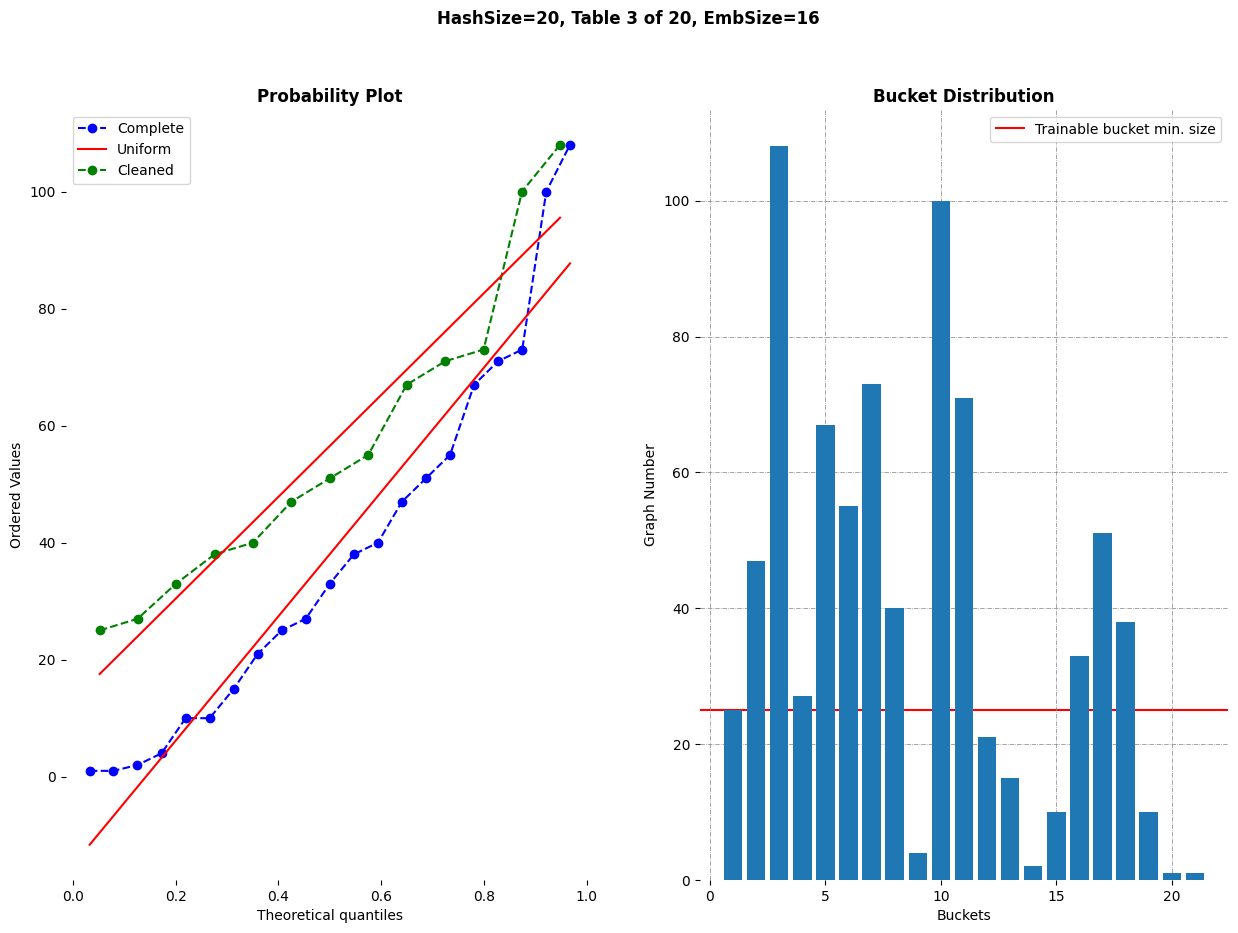 HashSize=20, Table 3 of 20, EmbSize=16
Probability Plot
Complete
Uniform
Cleaned
100
80
60
40
20
0
Ordered Values
0.0 0.2 0.4 0.6 0.8 1.0
Theoretical quantiles
Bucket Distribution
Trainable bucket min. size
100
80
60
40
20
0
Graph Number
0 5 10 15 20
Buckets